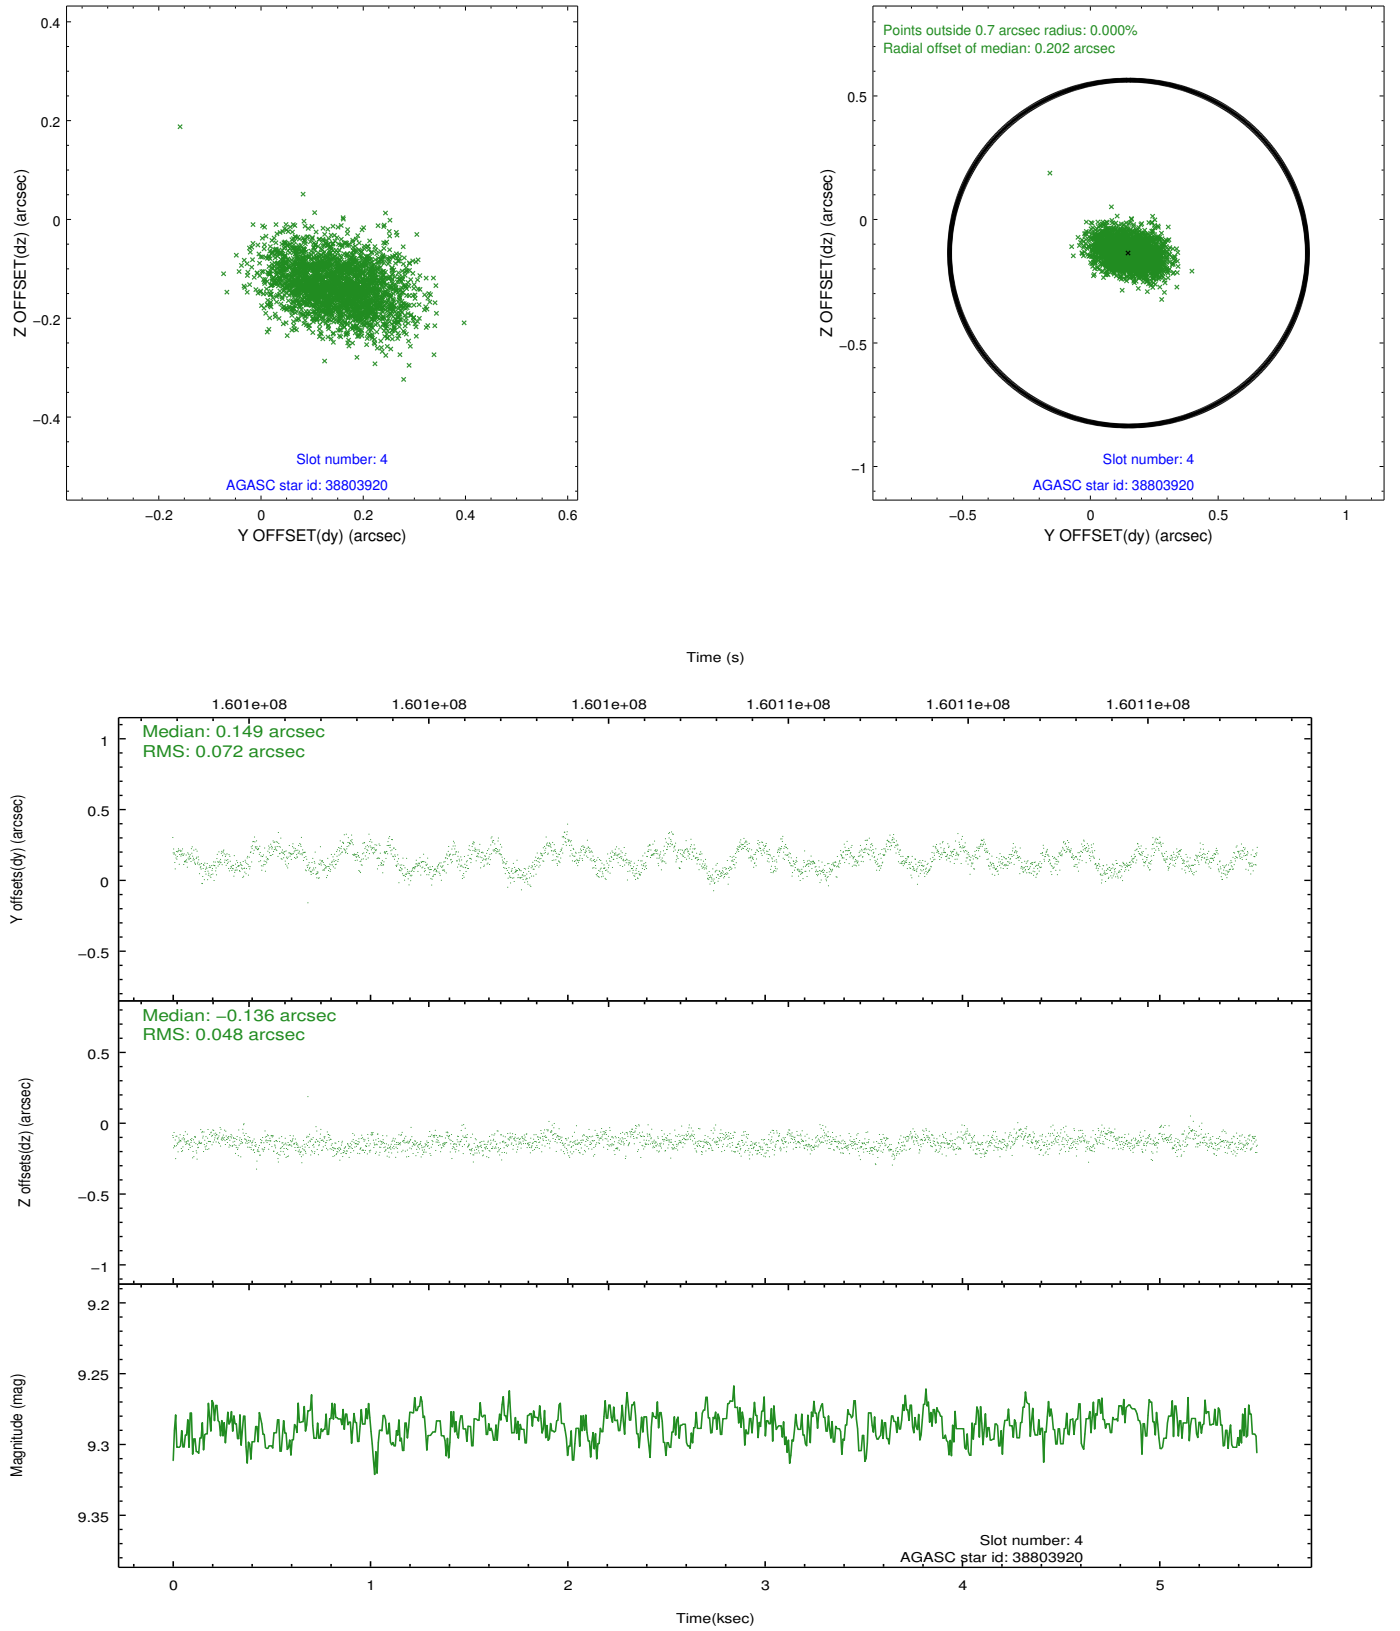 0.4
0.2
0
−0.2
−0.4
Z OFFSET(dz) (arcsec)
Slot number: 4
AGASC star id: 38803920
−0.2 0 0.2 0.4 0.6
Y OFFSET(dy) (arcsec)
Points outside 0.7 arcsec radius: 0.000%
Radial offset of median: 0.202 arcsec
0.5
0
−0.5
−1
Z OFFSET(dz) (arcsec)
Slot number: 4
AGASC star id: 38803920
−0.5 0 0.5 1
Y OFFSET(dy) (arcsec)
Time (s)
1.601e+08 1.601e+08 1.601e+08 1.6011e+08 1.6011e+08 1.6011e+08
Median: 0.149 arcsec
RMS: 0.072 arcsec
1
0.5
0
−0.5
Y offsets(dy) (arcsec)
Median: −0.136 arcsec
RMS: 0.048 arcsec
0.5
0
−0.5
−1
Z offsets(dz) (arcsec)
9.2
9.25
9.3
9.35
Magnitude (mag)
Slot number: 4
AGASC star id: 38803920
0 1 2 3 4 5
Time(ksec)